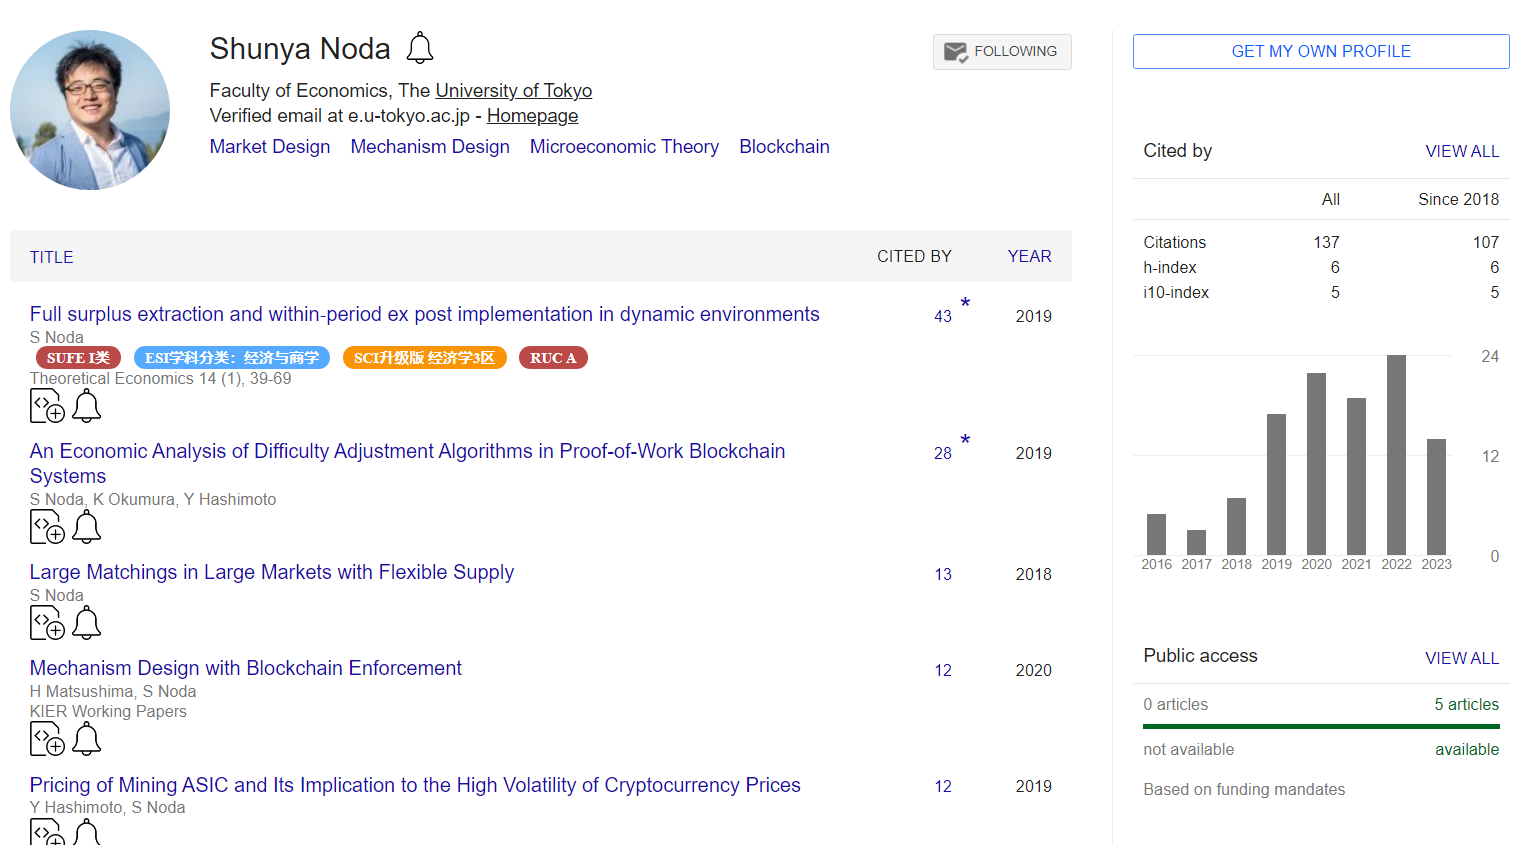 Shunya Noda
FOLLOWING
Faculty of Economics, The University of Tokyo
Verified email at e.u-tokyo.ac.jp - Homepage
Market Design Mechanism Design Microeconomic Theory Blockchain
TITLE CITED BY YEAR
Full surplus extraction and within-period ex post implementation in dynamic environments 43 * 2019
S Noda
SUFE I类 ESI学科分类：经济与商学 SCI升级版 经济学3区 RUC A
Theoretical Economics 14 (1), 39-69
An Economic Analysis of Difficulty Adjustment Algorithms in Proof-of-Work Blockchain 28 * 2019
Systems
S Noda, K Okumura, Y Hashimoto
Large Matchings in Large Markets with Flexible Supply 13 2018
S Noda
Mechanism Design with Blockchain Enforcement 12 2020
H Matsushima, S Noda
KIER Working Papers
Pricing of Mining ASIC and Its Implication to the High Volatility of Cryptocurrency Prices 12 2019
Y Hashimoto, S Noda
GET MY OWN PROFILE
Cited by VIEW ALL
All Since 2018
Citations 137 107
h-index 6 6
i10-index 5 5
24
12
0
2016 2017 2018 2019 2020 2021 2022 2023
Public access VIEW ALL
0 articles 5 articles
not available available
Based on funding mandates